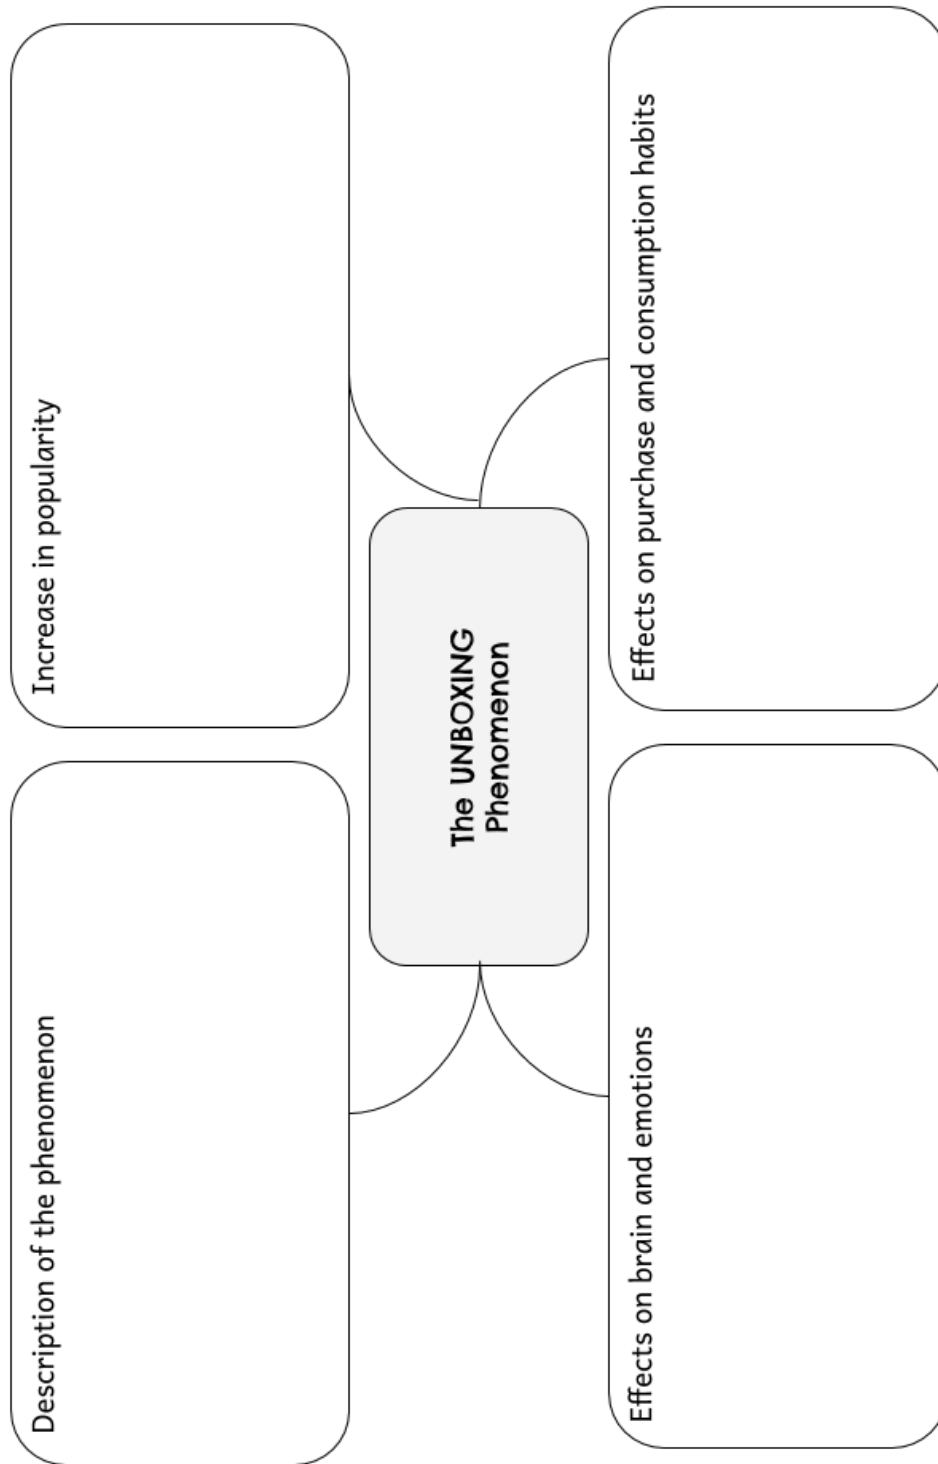 Description of the phenomenon
Increase in popularity
The UNBOXING
Phenomenon
Effects on brain and emotions
Effects on purchase and consumption habits